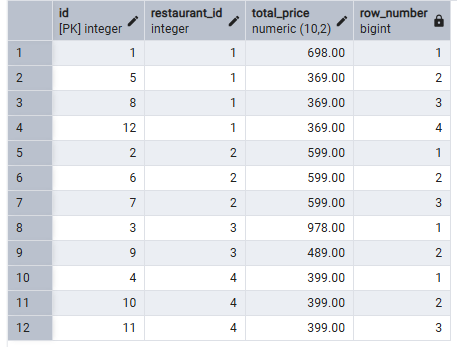 id restaurant_id total_price row_number
[PK] integer integer numeric (10,2) bigint
1 1 1 698.00 1
2 5 1 369.00 2
3 8 1 369.00 3
4 12 1 369.00 4
5 2 2 599.00 1
6 6 2 599.00 2
7 7 2 599.00 3
8 3 3 978.00 1
9 9 3 489.00 2
10 4 4 399.00 1
11 10 4 399.00 2
12 11 4 399.00 3